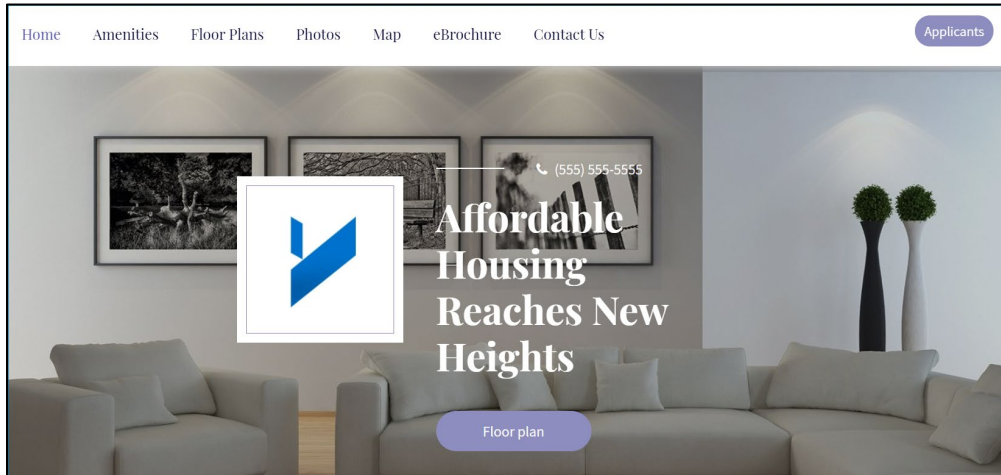 Home Amenities Floor Plans Photos Map eBrochure Contact Us Applicants
(555) 555-5555
Affordable
Housing
Reaches New
Heights
Floor plan